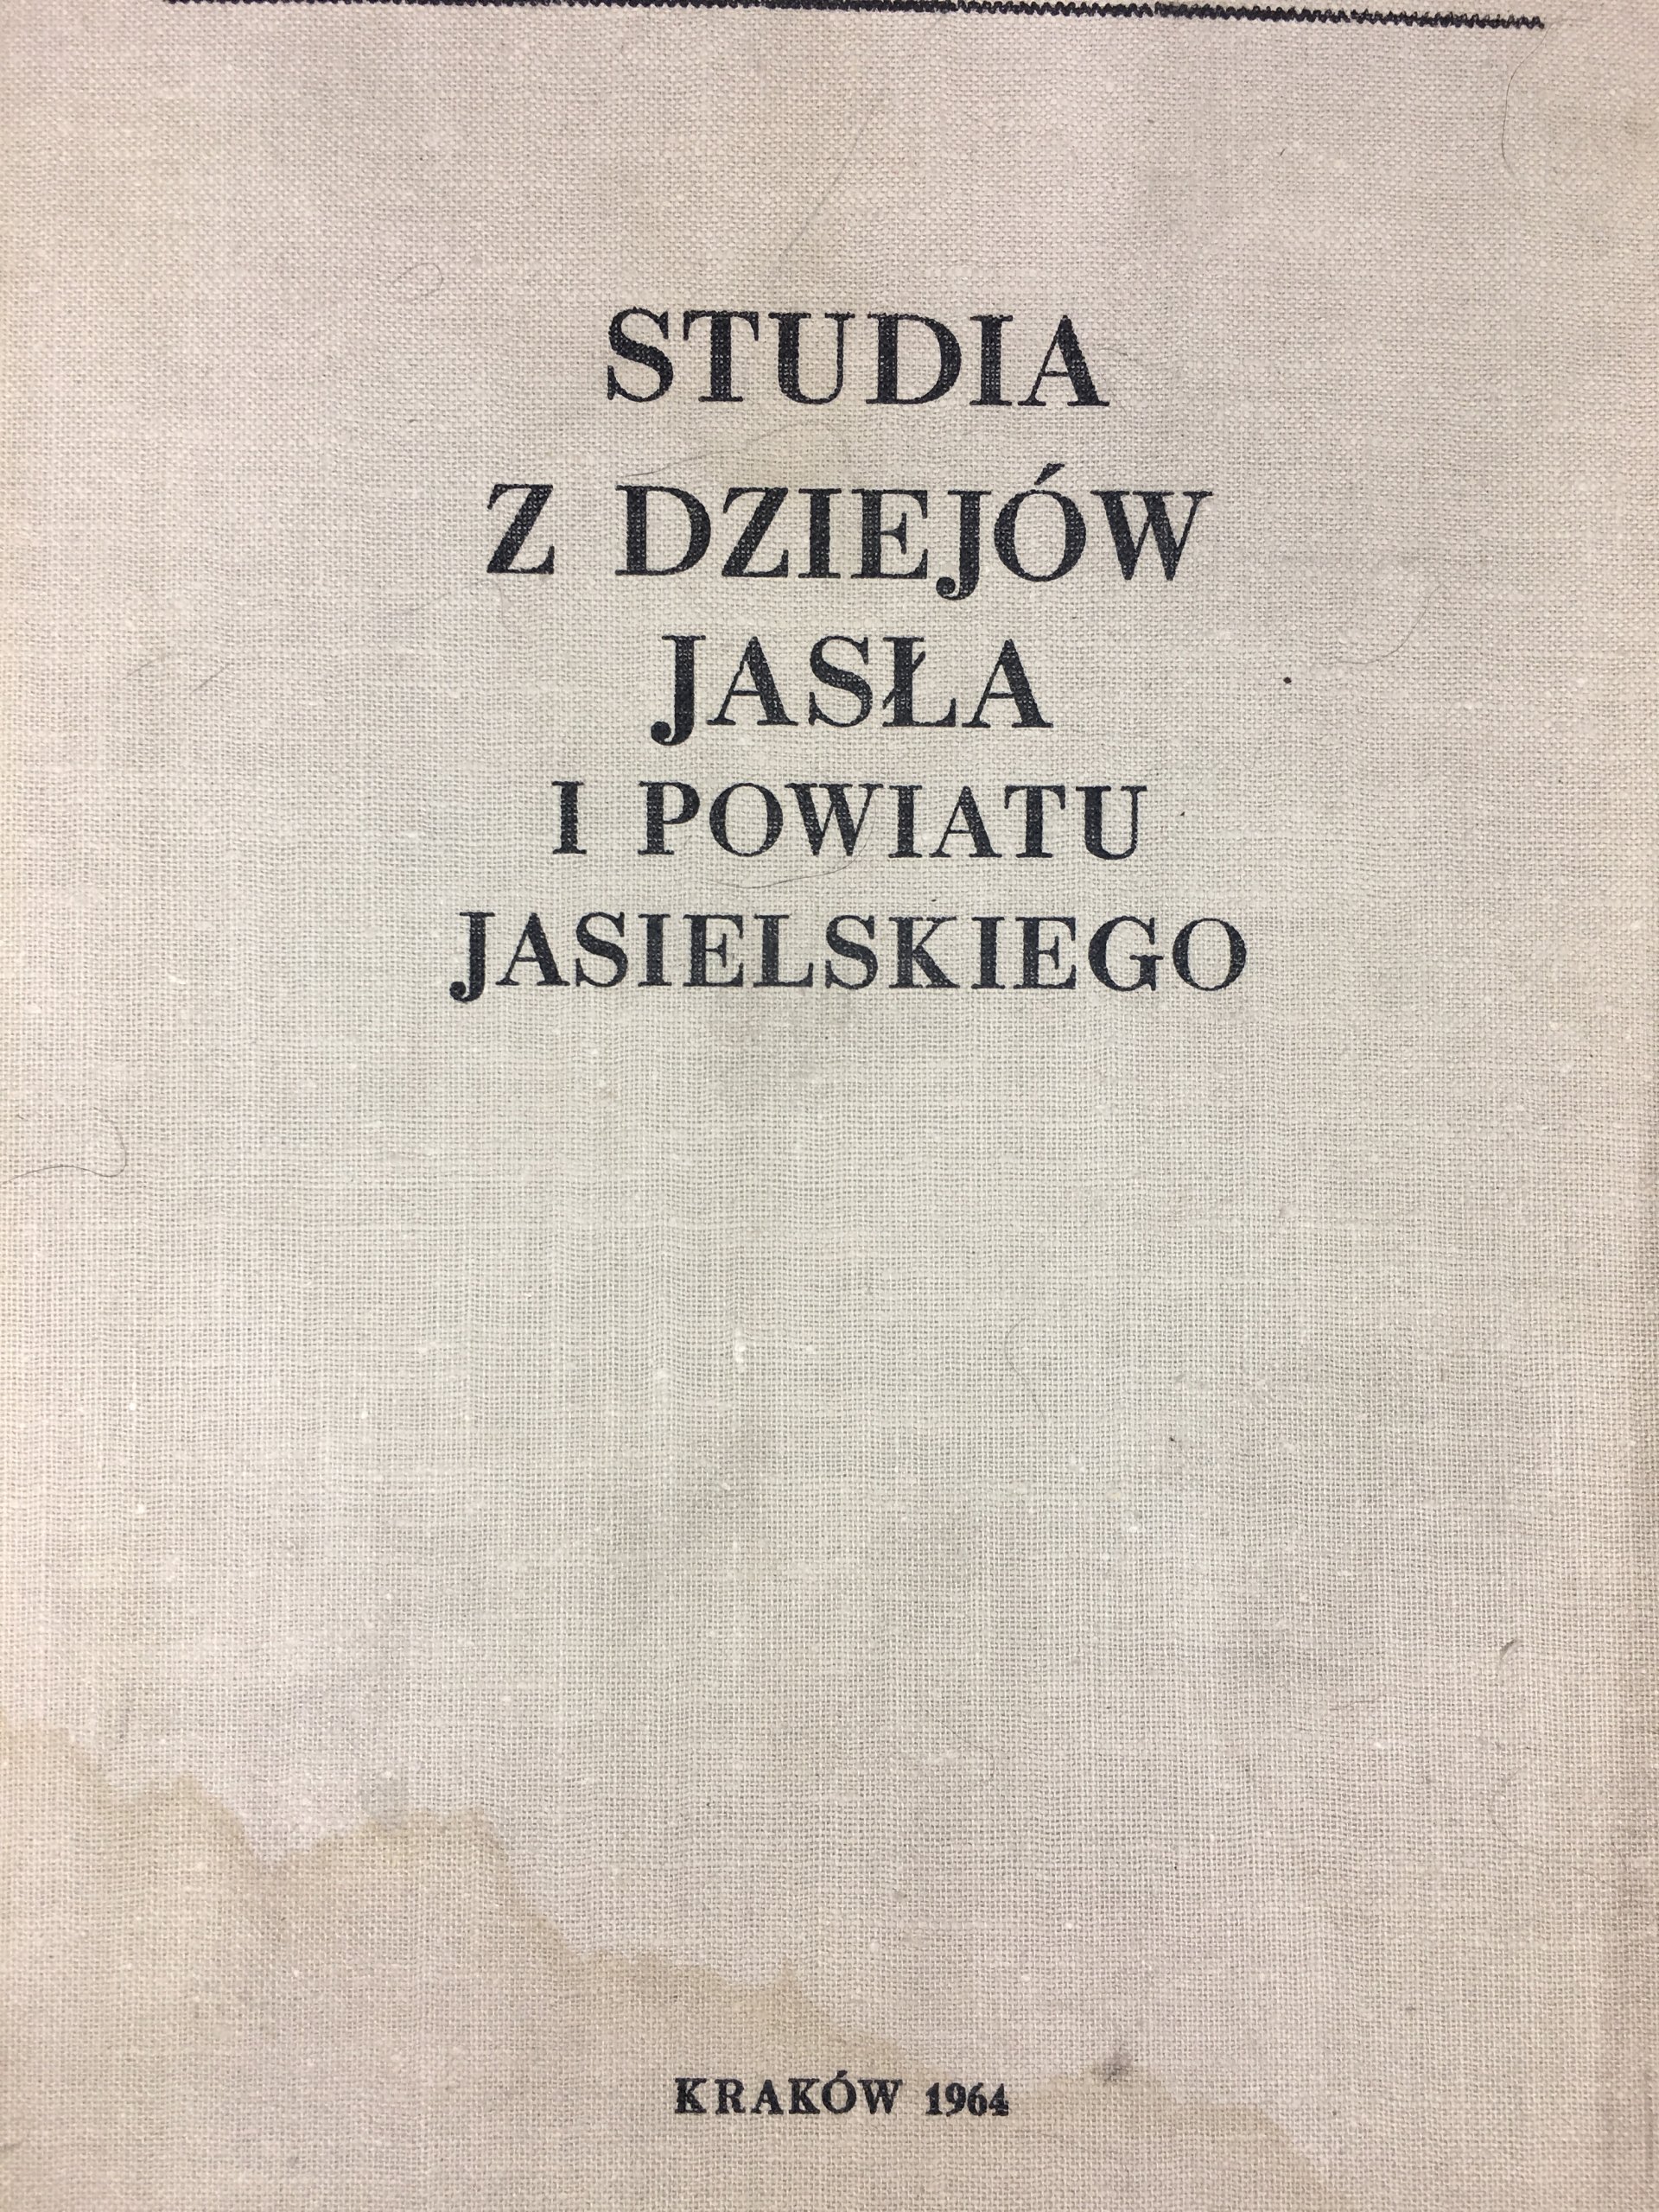 STUDIA
Z DZIEJÓW
JASŁA
I POWIATU
JASIELSKIEGO
KRAKÓW 1964